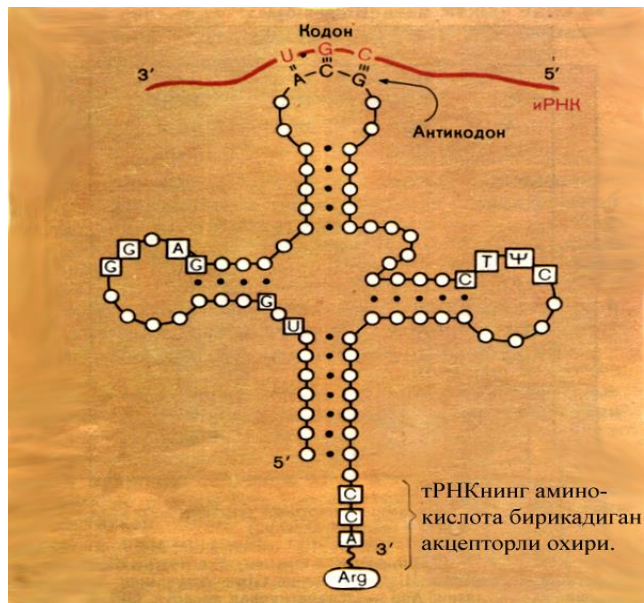 Кодон
U G C
3′
5′
A C G
иРНК
Антикодон
G G A G
C T Ψ C
G
U
5′
C
C
A
3′
Arg
тРНКнинг амино-
кислота бирикадиган
акцепторли охири.